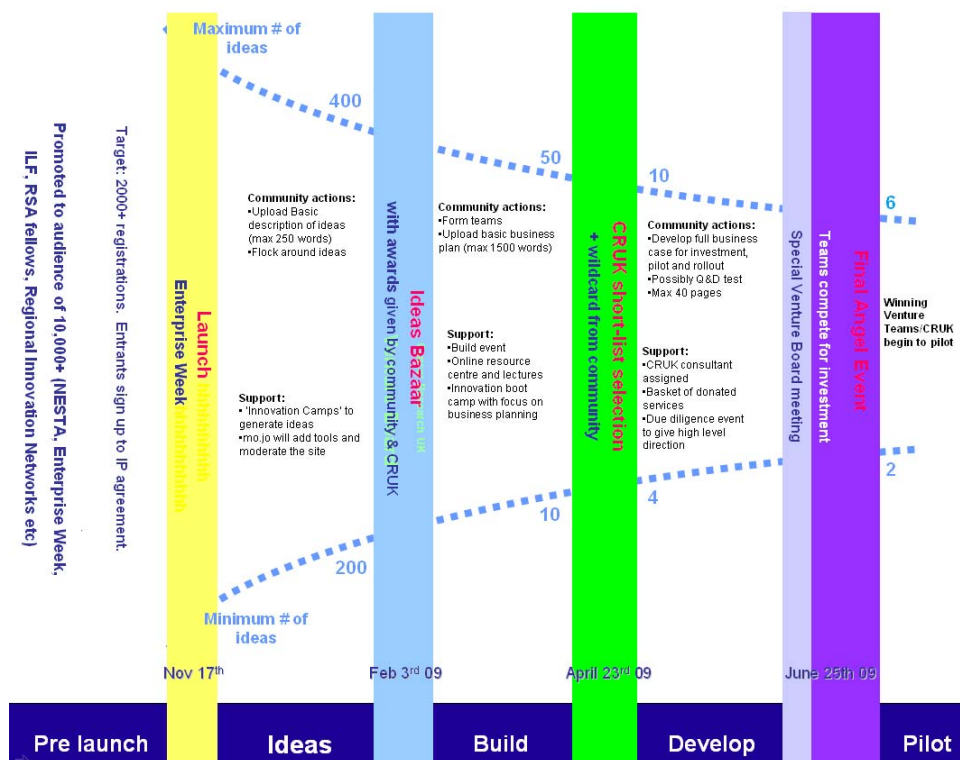 Maximum # of
ideas
Promoted to audience of 10,000+ (NESTA, Enterprise Week,
ILF, RSA fellows, Regional Innovation Networks etc)
Target: 2000+ registrations. Entrants sign up to IP agreement.
Launch
Enterprise Week
400
Community actions:
▪Upload Basic
description of ideas
(max 250 words)
▪Flock around ideas
Support:
▪ 'Innovation Camps' to
generate ideas
▪mo.jo will add tools and
moderate the site
200
Minimum # of
ideas
Ideas Bazaar
with awards given by community & CRUK
50
Community actions:
▪Form teams
▪Upload basic business
plan (max 1500 words)
Support:
▪Build event
▪Online resource
centre and lectures
▪Innovation boot
camp with focus on
business planning
10
CRUK short-list selection
+ wildcard from community
10
Community actions:
▪Develop full business
case for investment,
pilot and rollout
▪Possibly Q&D test
▪Max 40 pages
Support:
▪CRUK consultant
assigned
▪Basket of donated
services
▪Due diligence event
to give high level
direction
4
Special Venture Board meeting
Teams compete for investment
Final Angel Event
6
Winning
Venture
Teams/CRUK
begin to pilot
2
Nov 17th
Feb 3rd 09
April 23rd 09
June 25th 09
Pre launch
Ideas
Build
Develop
Pilot